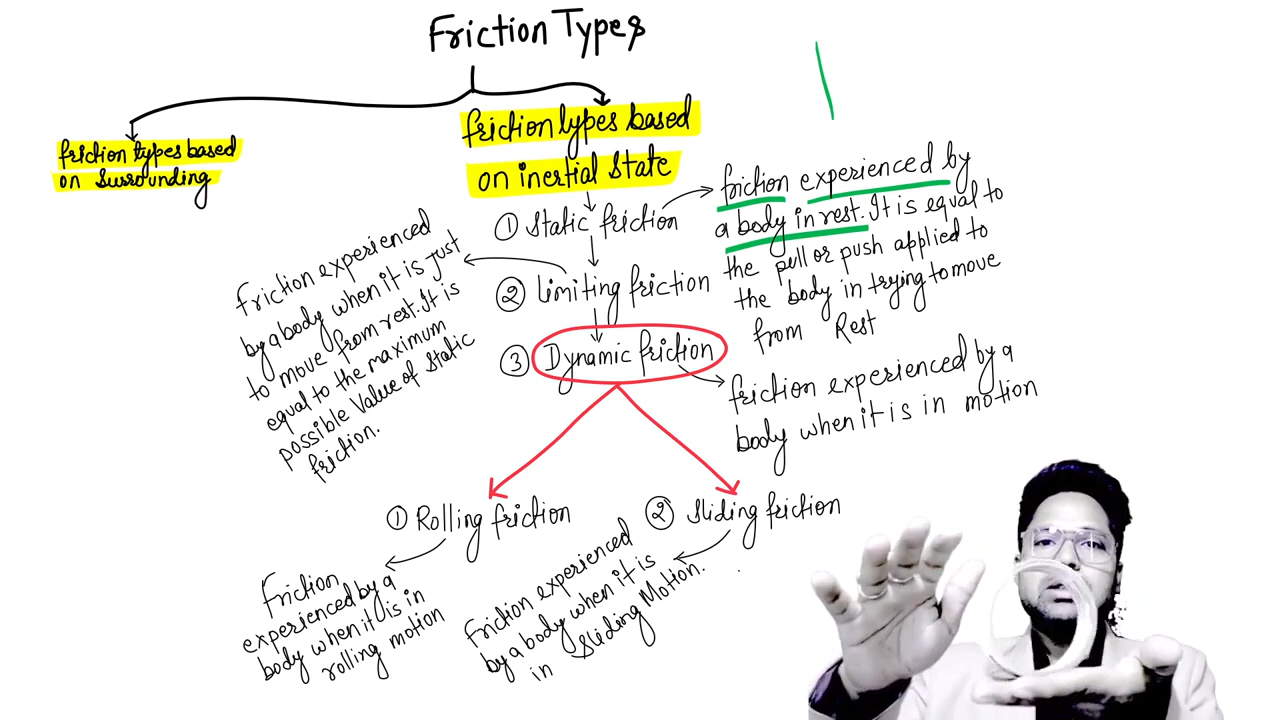 Friction Types
friction types based
on surrounding
friction types based
on inertial state
① Static friction
friction experienced by
a body in rest. It is equal to
the pull or push applied to
the body in trying to move
from Rest
② limiting friction
Friction experienced
by a body when it is just
to move from rest. It is
equal to the maximum
possible Value of Static
friction.
③ Dynamic friction
friction experienced by a
body when it is in motion
① Rolling friction
Friction
experienced by a
body when it is in
rolling motion
② Sliding friction
Friction experienced
by a body when it is
in Sliding Motion.